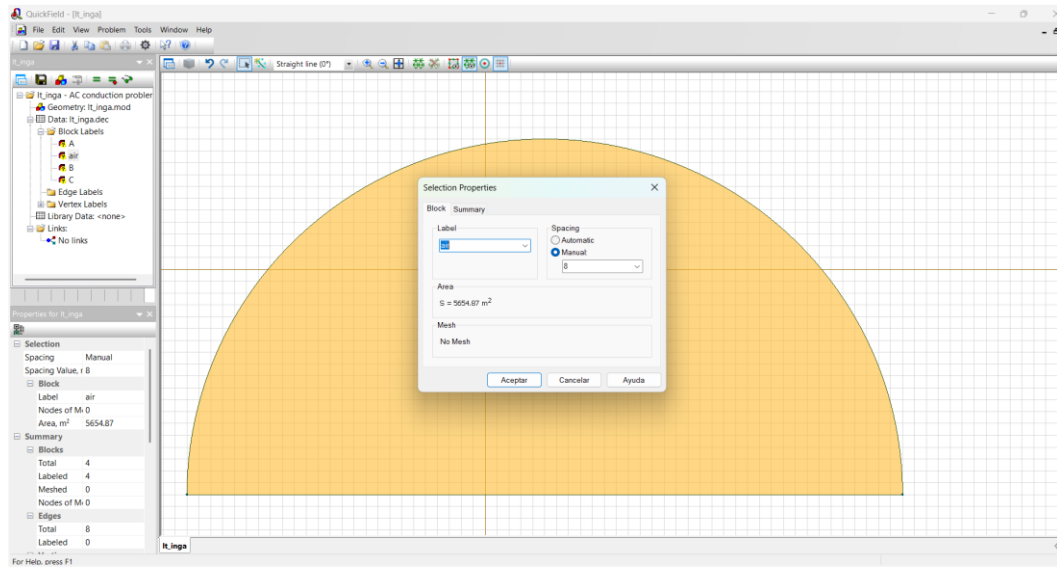 QuickField - [lt_inga]
File Edit View Problem Tools Window Help
lt_inga
Straight line (0°)
lt_inga - AC conduction probler
Geometry: lt_inga.mod
Data: lt_inga.dec
Block Labels
A
air
B
C
Edge Labels
Vertex Labels
Library Data: <none>
Links:
No links
Properties for lt_inga
Selection
Spacing Manual
Spacing Value, r 8
Block
Label air
Nodes of M 0
Area, m² 5654.87
Summary
Blocks
Total 4
Labeled 4
Meshed 0
Nodes of M 0
Edges
Total 8
Labeled 0
Selection Properties
Block Summary
Label
air
Spacing
Automatic
Manual:
8
Area
S = 5654.87 m²
Mesh
No Mesh
Aceptar Cancelar Ayuda
lt_inga
For Help, press F1